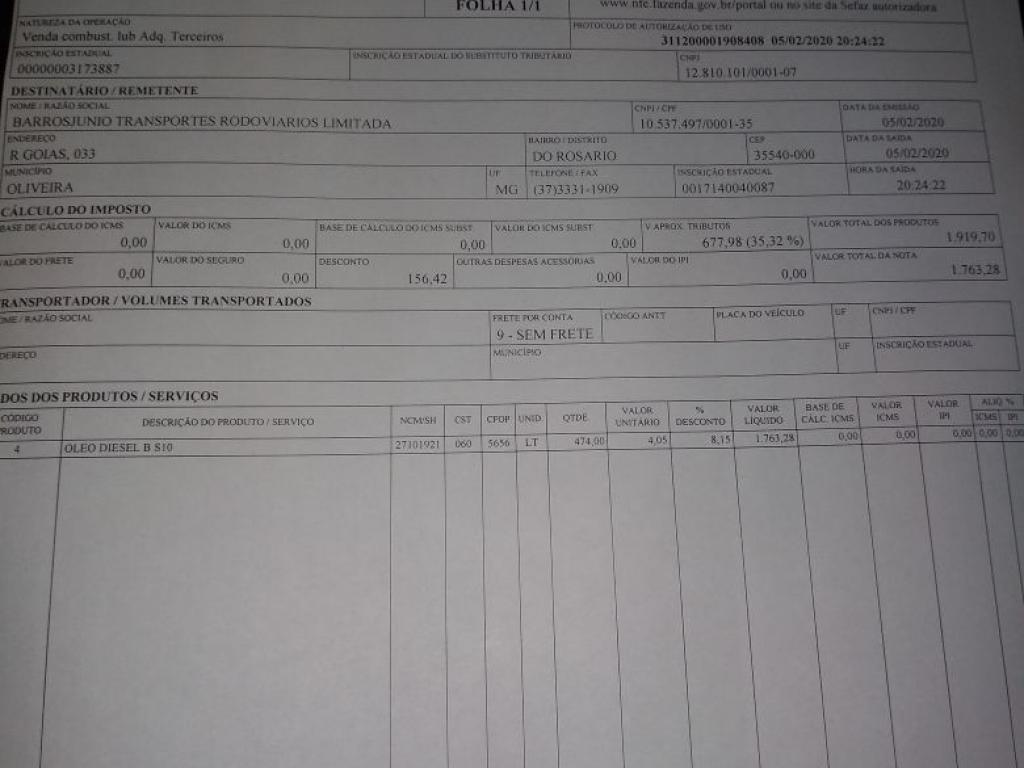 FOLHA 1/1
www.nfe.fazenda.gov.br/portal ou no site da Sefaz autorizadora
NATUREZA DA OPERAÇÃO
Venda combust. lub Adq. Terceiros
PROTOCOLO DE AUTORIZAÇÃO DE USO
311200001908408 05/02/2020 20:24:22
INSCRIÇÃO ESTADUAL
00000003173887
INSCRIÇÃO ESTADUAL DO SUBSTITUTO TRIBUTÁRIO
CNPJ
12.810.101/0001-07
DESTINATÁRIO / REMETENTE
NOME / RAZÃO SOCIAL
BARROSJUNIO TRANSPORTES RODOVIARIOS LIMITADA
CNPJ / CPF
10.537.497/0001-35
DATA DA EMISSÃO
05/02/2020
ENDEREÇO
R GOIAS, 033
BAIRRO / DISTRITO
DO ROSARIO
CEP
35540-000
DATA DA SAÍDA
05/02/2020
MUNICÍPIO
OLIVEIRA
UF
MG
TELEFONE / FAX
(37)3331-1909
INSCRIÇÃO ESTADUAL
0017140040087
HORA DA SAÍDA
20:24:22
CÁLCULO DO IMPOSTO
BASE DE CÁLCULO DO ICMS
0,00
VALOR DO ICMS
0,00
BASE DE CÁLCULO DO ICMS SUBST.
0,00
VALOR DO ICMS SUBST.
0,00
V.APROX. TRIBUTOS
677,98 (35,32 %)
VALOR TOTAL DOS PRODUTOS
1.919,70
VALOR DO FRETE
0,00
VALOR DO SEGURO
0,00
DESCONTO
156,42
OUTRAS DESPESAS ACESSÓRIAS
0,00
VALOR DO IPI
0,00
VALOR TOTAL DA NOTA
1.763,28
RANSPORTADOR / VOLUMES TRANSPORTADOS
OME / RAZÃO SOCIAL
FRETE POR CONTA
9 - SEM FRETE
CÓDIGO ANTT
PLACA DO VEÍCULO
UF
CNPJ / CPF
DEREÇO
MUNICÍPIO
UF
INSCRIÇÃO ESTADUAL
DOS DOS PRODUTOS / SERVIÇOS
CÓDIGO RODUTO DESCRIÇÃO DO PRODUTO / SERVIÇO NCM/SH CST CFOP UNID QTDE VALOR UNITÁRIO % DESCONTO VALOR LÍQUIDO BASE DE CÁLC. ICMS VALOR ICMS VALOR IPI ALIQ % ICMS IPI
4 OLEO DIESEL B S10 27101921 060 5656 LT 474,00 4,05 8,15 1.763,28 0,00 0,00 0,00 0,00 0,00